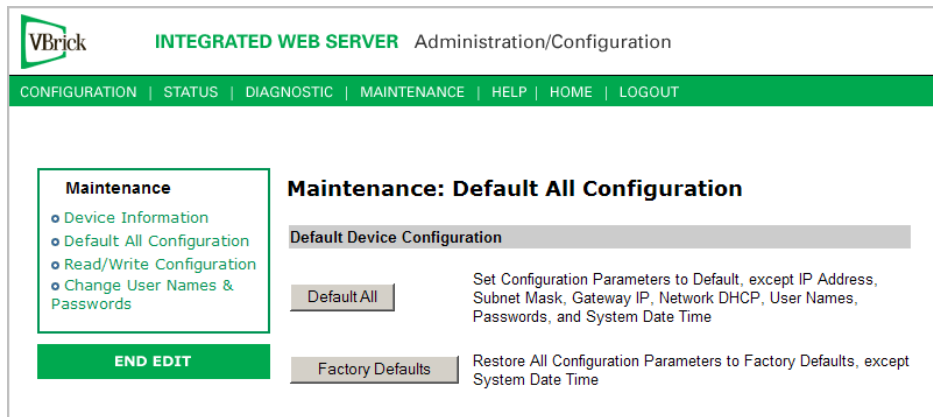 VBrick
INTEGRATED WEB SERVER Administration/Configuration
CONFIGURATION | STATUS | DIAGNOSTIC | MAINTENANCE | HELP | HOME | LOGOUT
Maintenance
Device Information
Default All Configuration
Read/Write Configuration
Change User Names &
Passwords
END EDIT
Maintenance: Default All Configuration
Default Device Configuration
Default All
Set Configuration Parameters to Default, except IP Address,
Subnet Mask, Gateway IP, Network DHCP, User Names,
Passwords, and System Date Time
Factory Defaults
Restore All Configuration Parameters to Factory Defaults, except
System Date Time